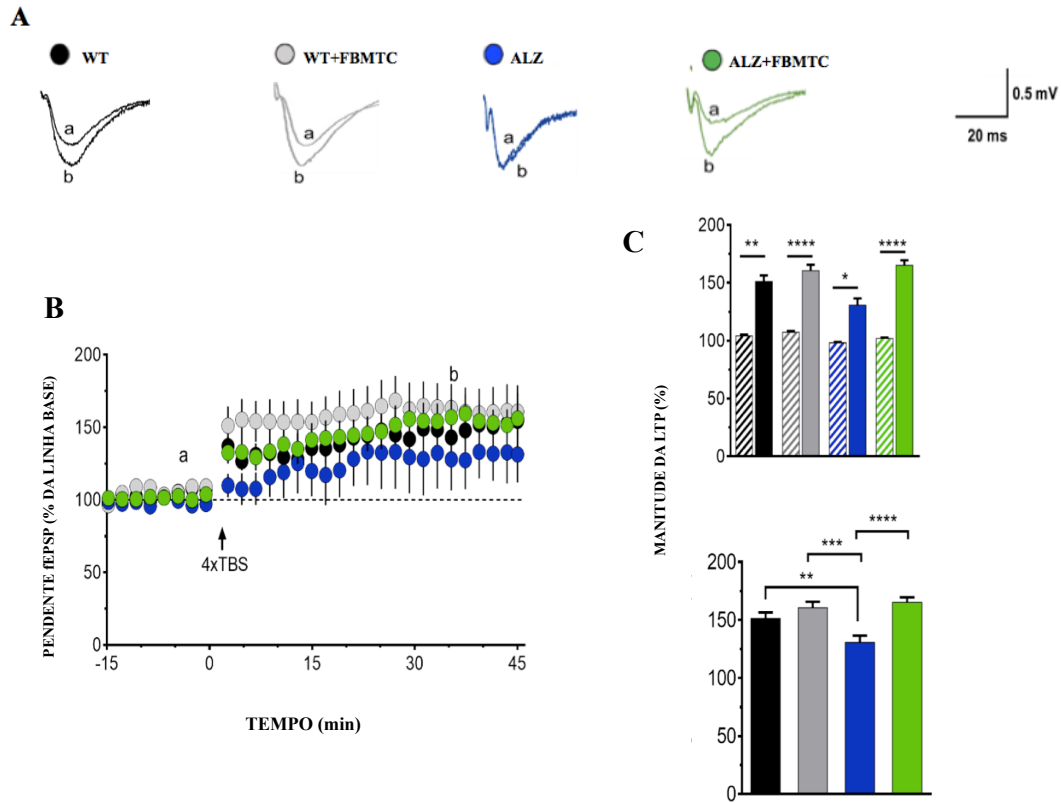 A
WT
WT+FBMTC
ALZ
ALZ+FBMTC
a
b
a
b
a
b
a
b
0.5 mV
20 ms
B
PENDENTE fEPSP (% DA LINHA BASE)
200
150
100
50
0
a
b
4xTBS
-15
0
15
30
45
TEMPO (min)
C
MANITUDE DA LTP (%)
200
150
100
50
0
**
****
*
****
200
150
100
50
0
**
***
****